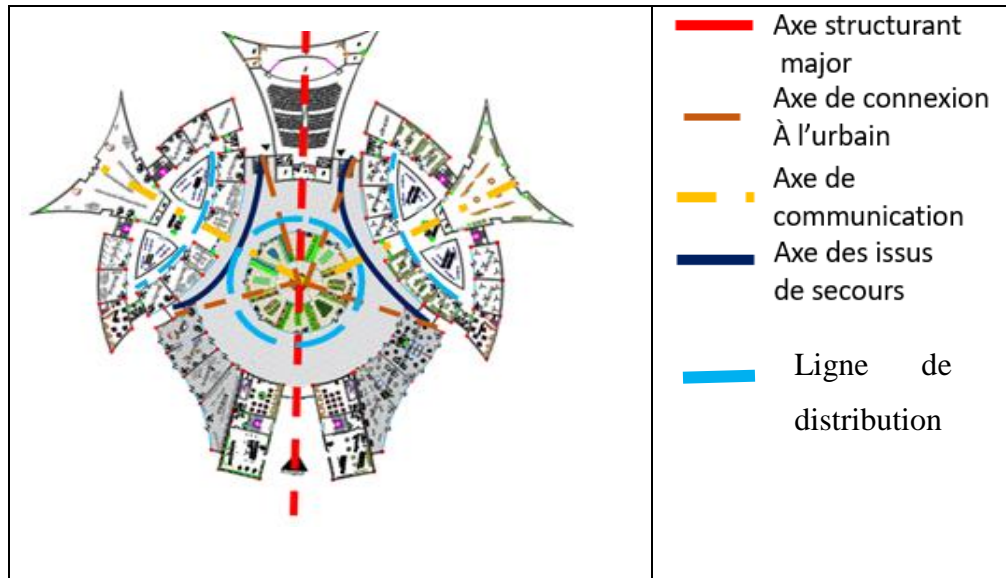 Axe structurant
major
Axe de connexion
À l’urbain
Axe de
communication
Axe des issus
de secours
Ligne de
distribution